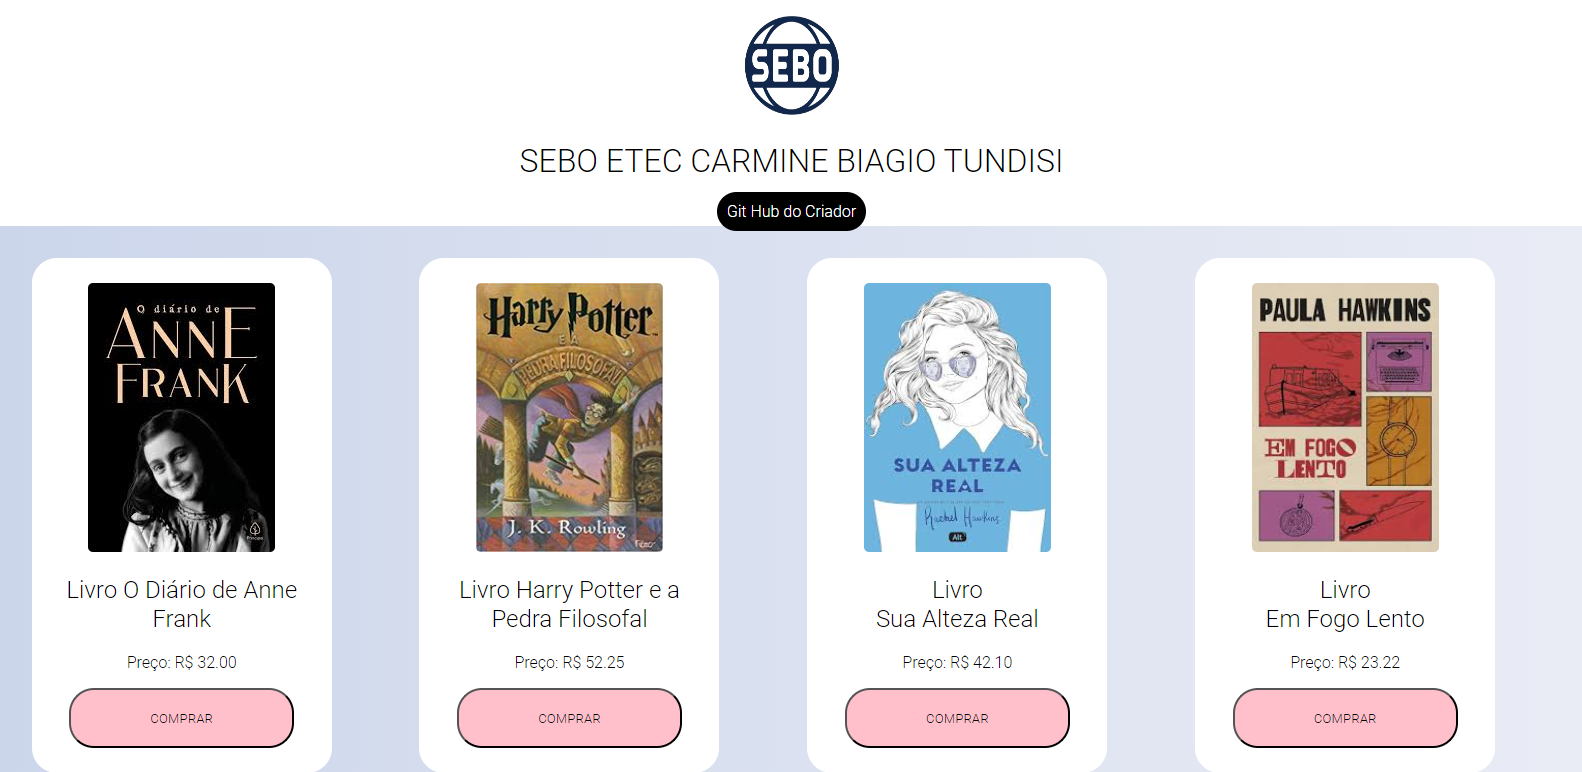 SEBO
SEBO ETEC CARMINE BIAGIO TUNDISI
Git Hub do Criador
O diário de
ANNE
FRANK
Principis
Livro O Diário de Anne
Frank
Preço: R$ 32.00
COMPRAR
Harry Potter
E A
PEDRA FILOSOFAL
J. K. Rowling
Livro Harry Potter e a
Pedra Filosofal
Preço: R$ 52.25
COMPRAR
SUA ALTEZA
REAL
Rachel Hawkins
Alt
Livro
Sua Alteza Real
Preço: R$ 42.10
COMPRAR
PAULA HAWKINS
EM FOGO
LENTO
Livro
Em Fogo Lento
Preço: R$ 23.22
COMPRAR